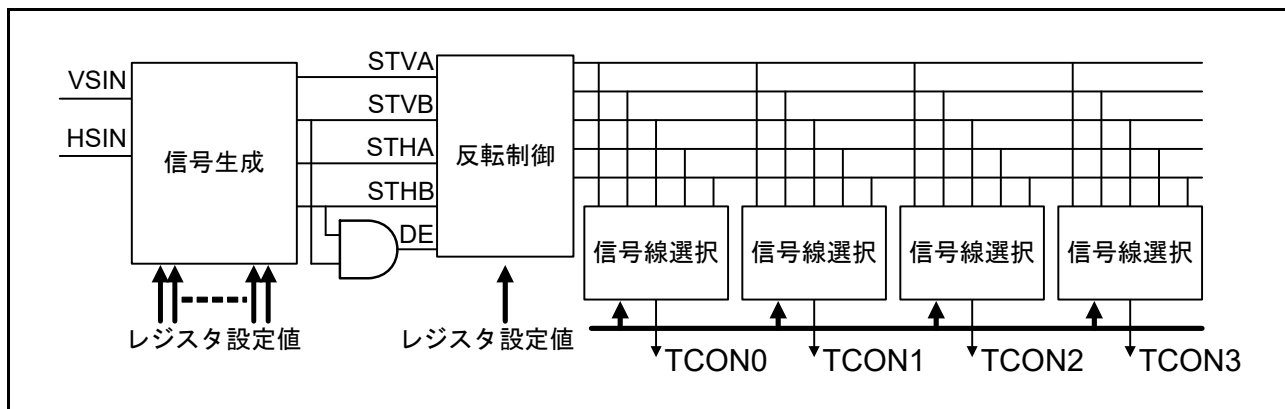 VSIN
HSIN
信号生成
レジスタ設定値
STVA
STVB
STHA
STHB
DE
反転制御
レジスタ設定値
信号線選択
信号線選択
信号線選択
信号線選択
TCON0
TCON1
TCON2
TCON3